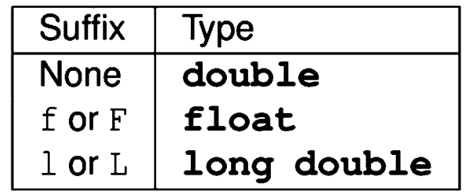 Suffix Type
None double
f or F float
l or L long double